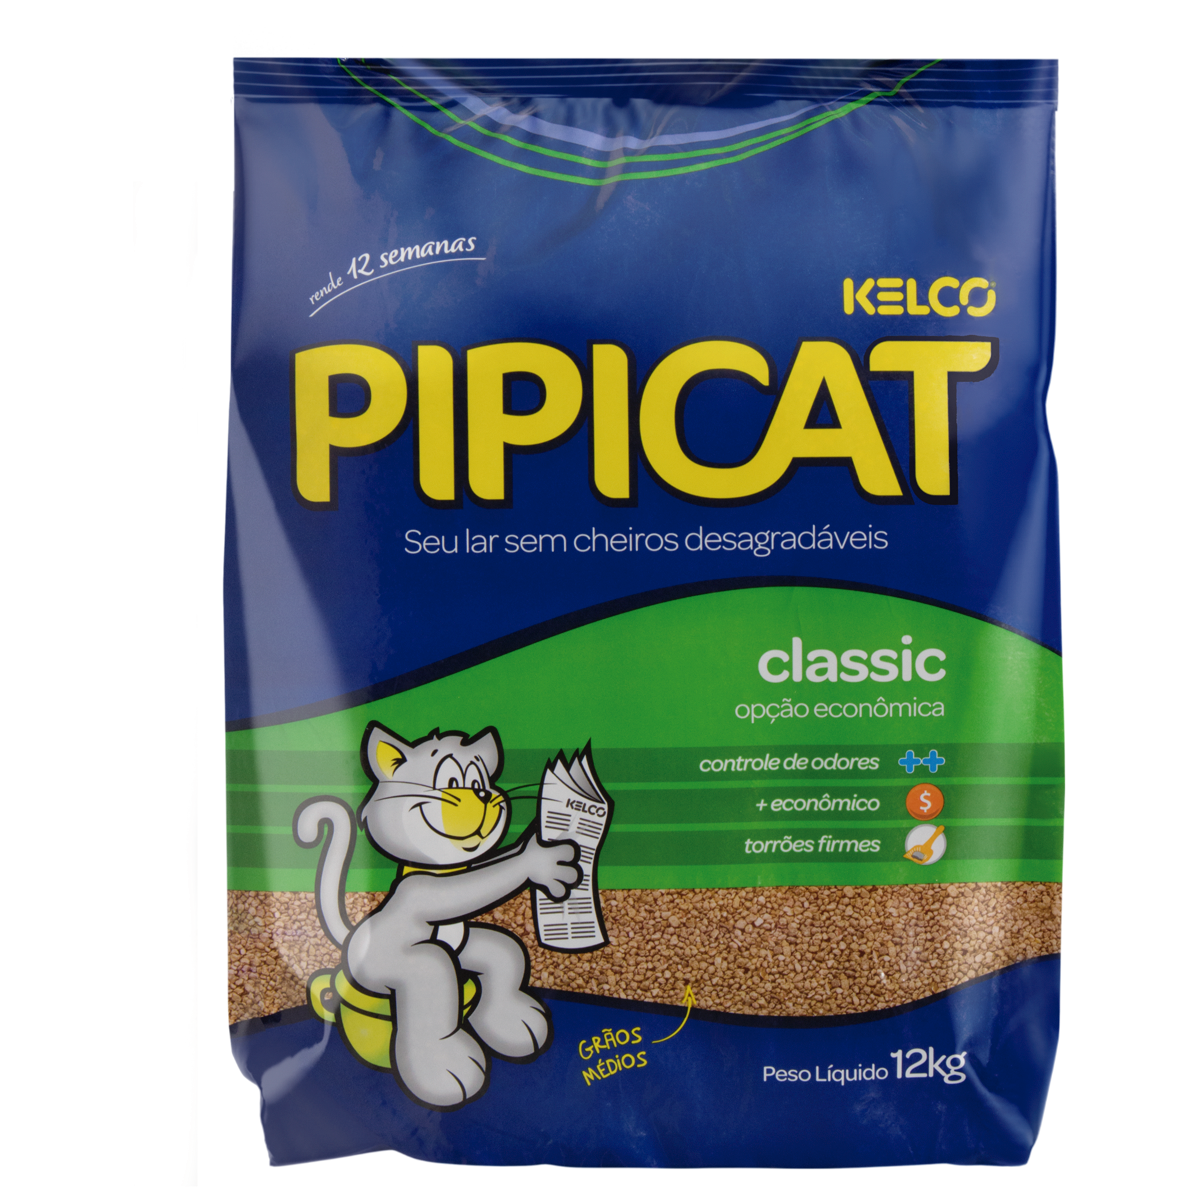 rende 12 semanas
KELCO
PIPICAT
Seu lar sem cheiros desagradáveis
classic
opção econômica
controle de odores ++
+ econômico $
torrões firmes
KELCO
GRÃOS
MÉDIOS
Peso Líquido 12kg